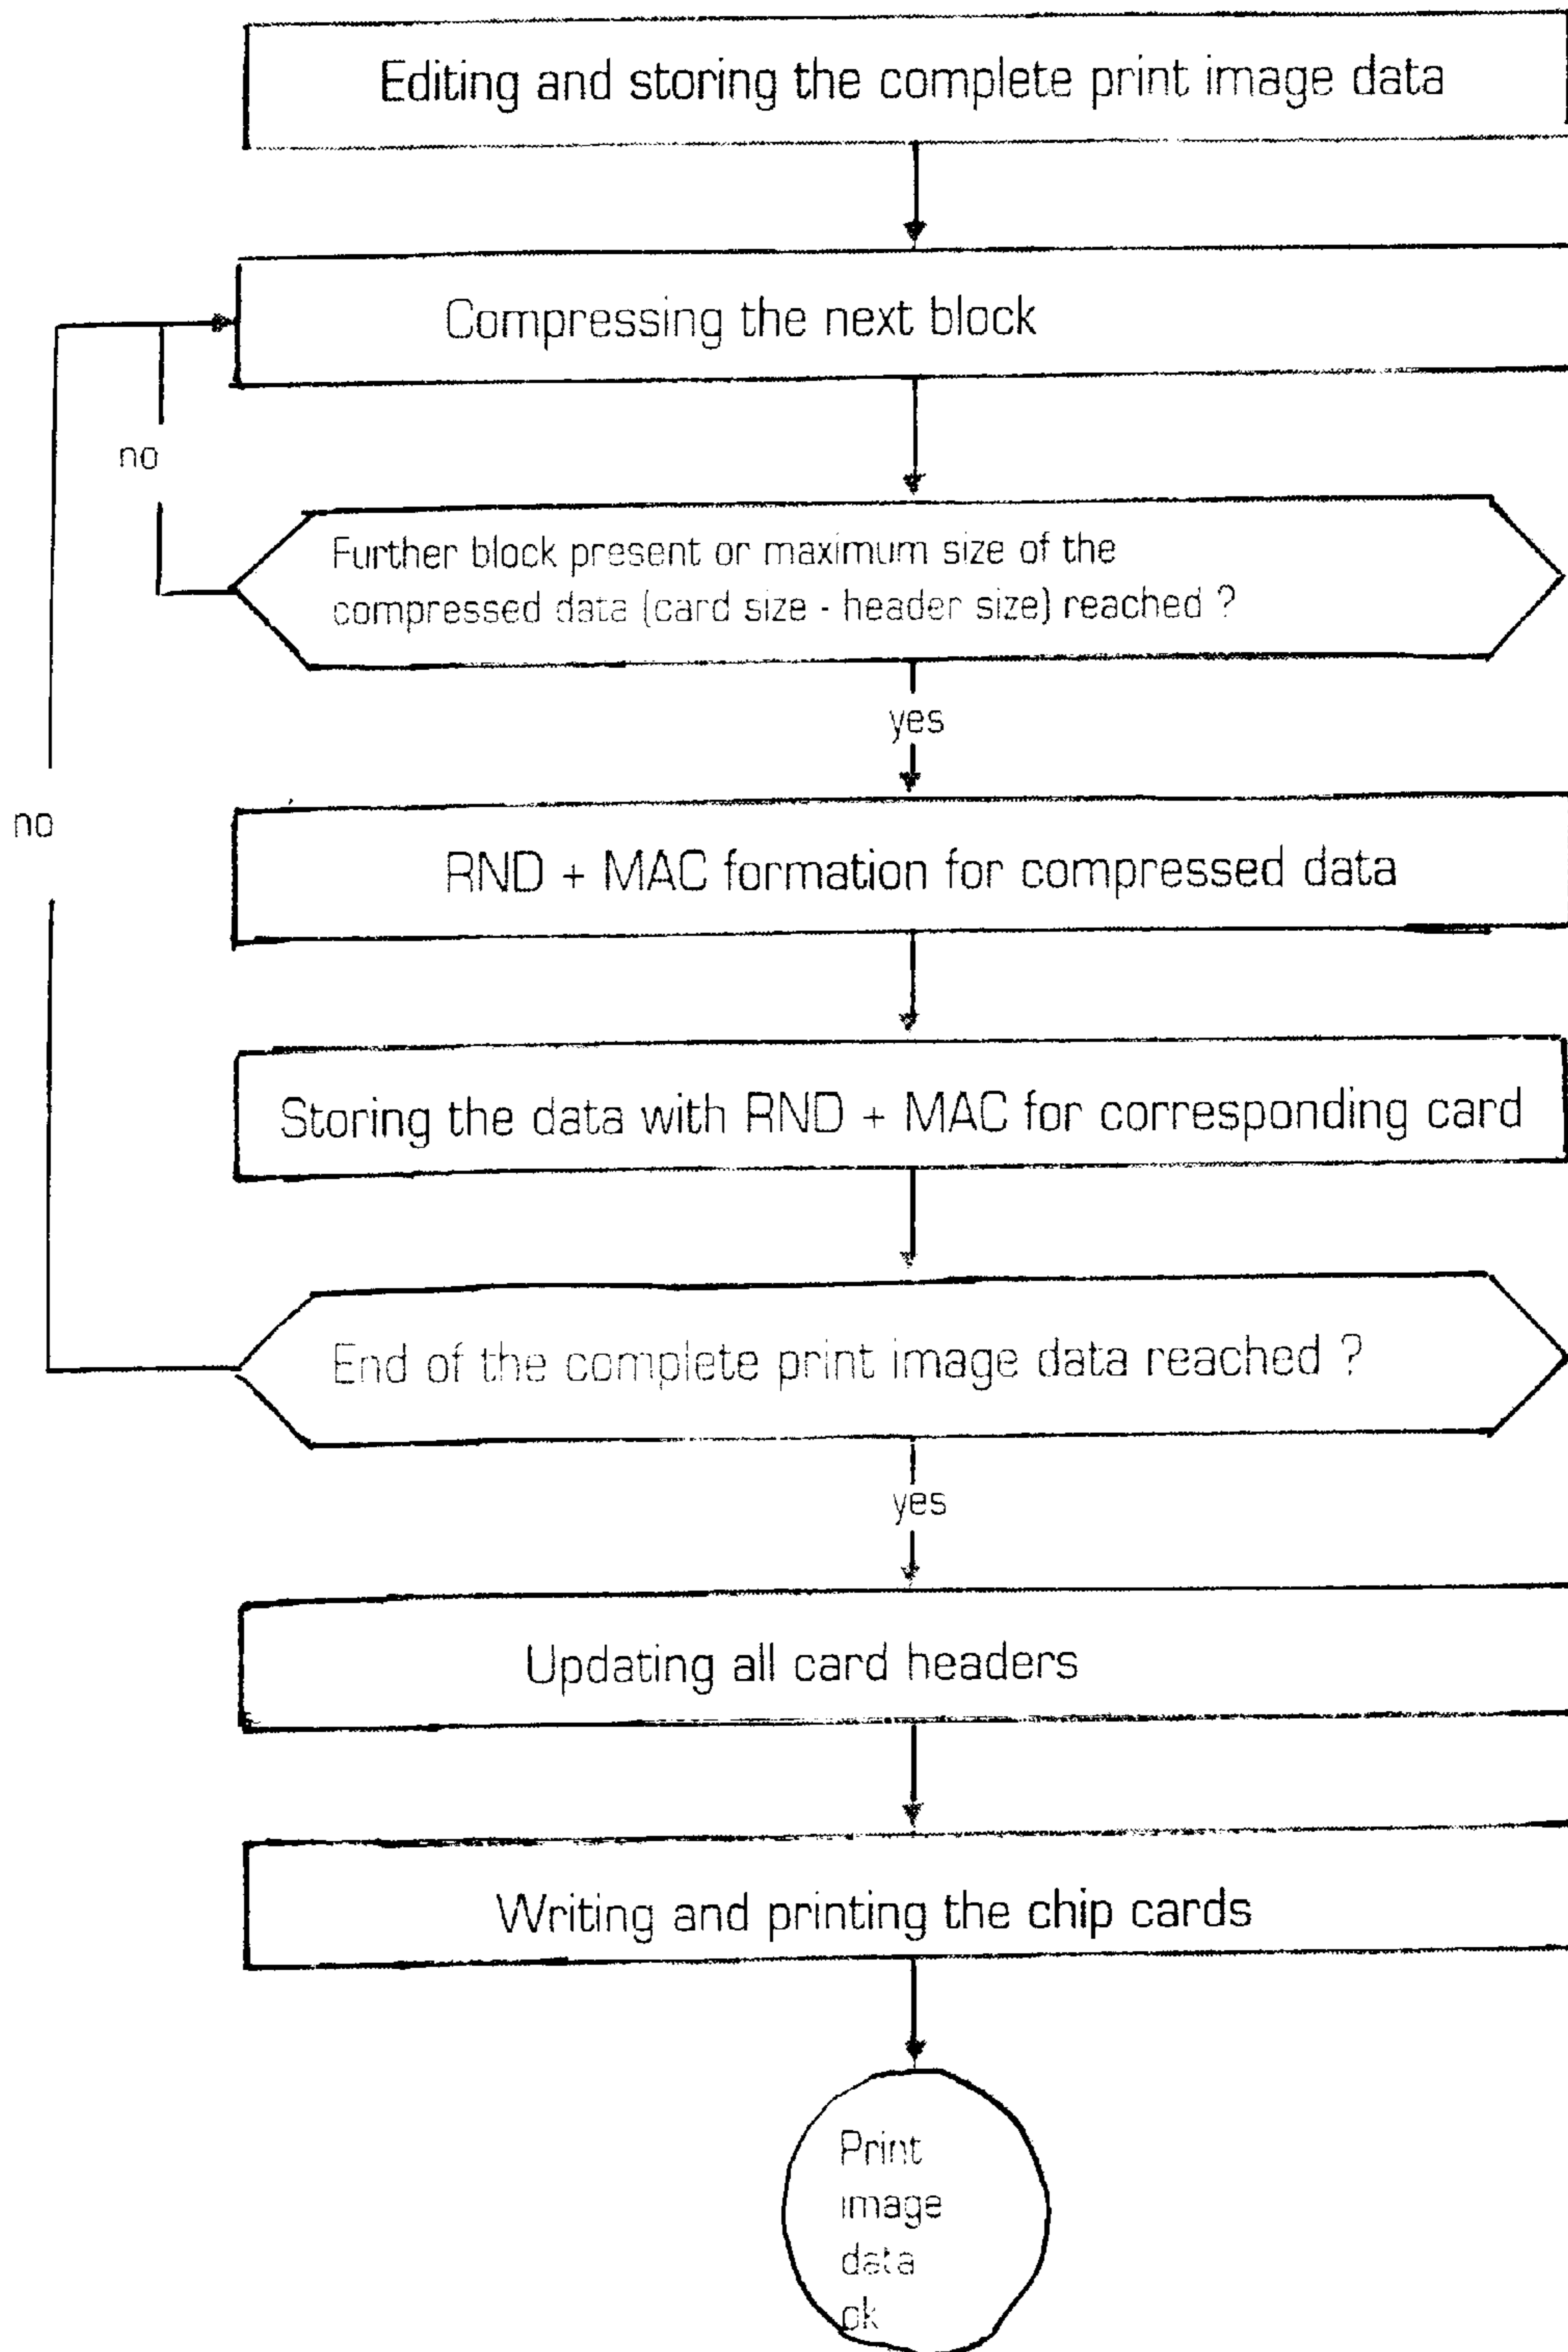 Editing and storing the complete print image data
Compressing the next block
no
Further block present or maximum size of the
compressed data (card size - header size) reached ?
yes
no
RND + MAC formation for compressed data
Storing the data with RND + MAC for corresponding card
End of the complete print image data reached ?
yes
Updating all card headers
Writing and printing the chip cards
Print
image
data
ok